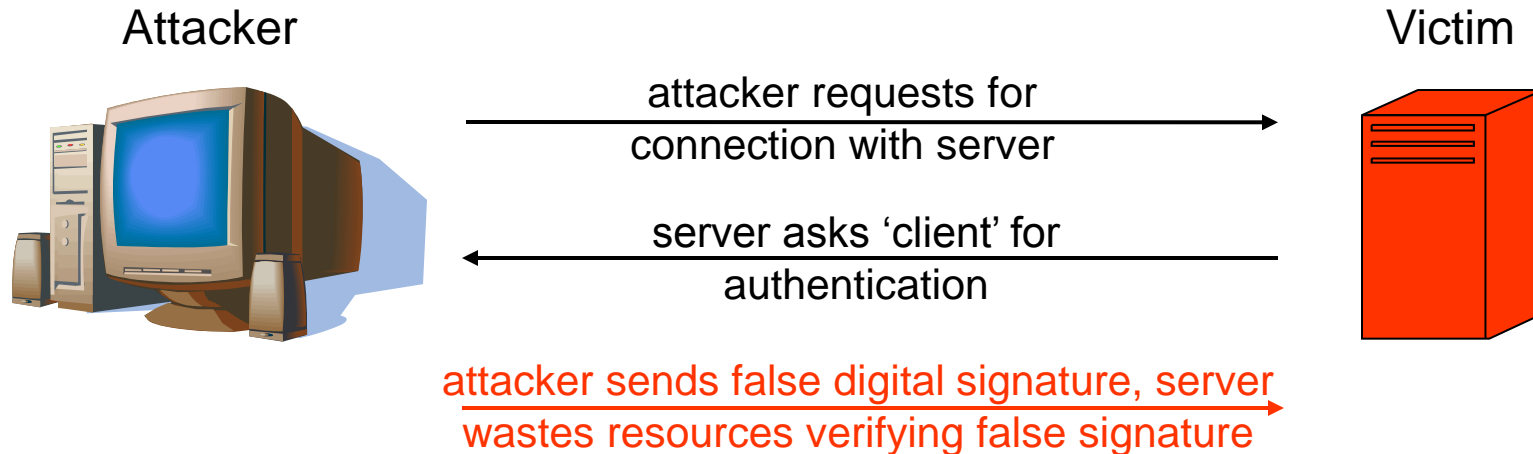 Attacker
Victim
attacker requests for
connection with server
server asks ‘client’ for
authentication
attacker sends false digital signature, server
wastes resources verifying false signature